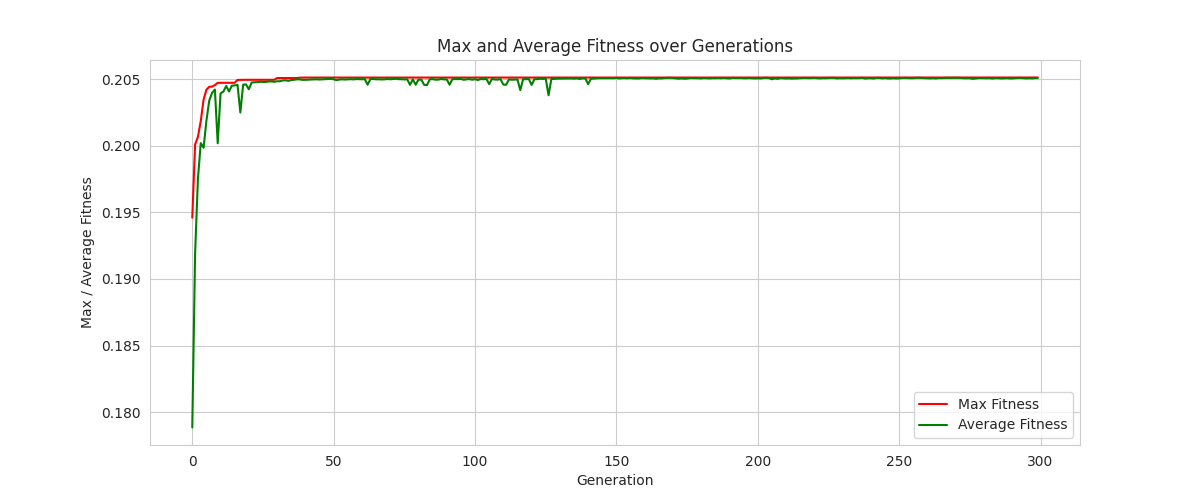 Max and Average Fitness over Generations
Max / Average Fitness
0.205
0.200
0.195
0.190
0.185
0.180
0
50
100
150
200
250
300
Generation
Max Fitness
Average Fitness